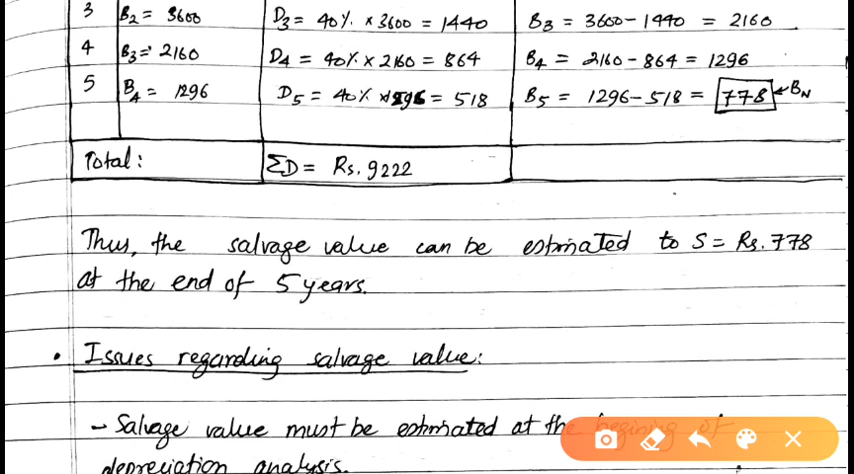 3 B2 = 3600 D3 = 40%. × 3600 = 1440 B3 = 3600 - 1440 = 2160
4 B3 = 2160 D4 = 40% × 2160 = 864 B4 = 2160 - 864 = 1296
5 B4 = 1296 D5 = 40% × 1296 = 518 B5 = 1296 - 518 = 778 ← BN
Total: ΣD = Rs. 9222
Thus, the salvage value can be estimated to S = Rs. 778
at the end of 5 years.
• Issues regarding salvage value:
- Salvage value must be estimated at the begining of
depreciation analysis.